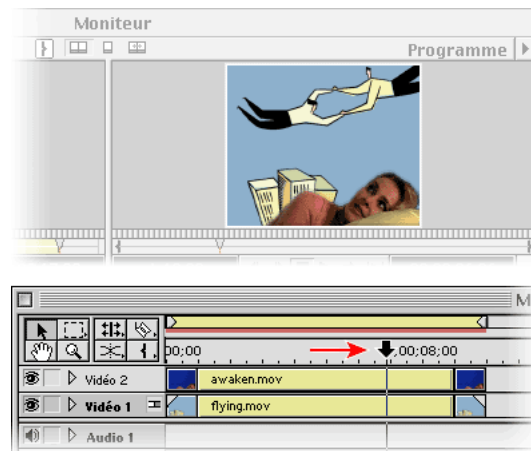 Moniteur
Programme
M
00;00
00;08;00
Vidéo 2
awaken.mov
Vidéo 1
flying.mov
Audio 1